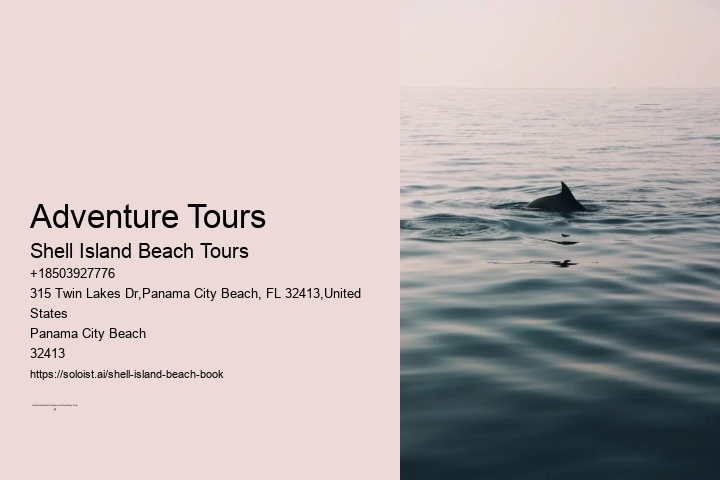 Adventure Tours
Shell Island Beach Tours
+18503927776
315 Twin Lakes Dr,Panama City Beach, FL 32413,United
States
Panama City Beach
32413
https://soloist.ai/shell-island-beach-book